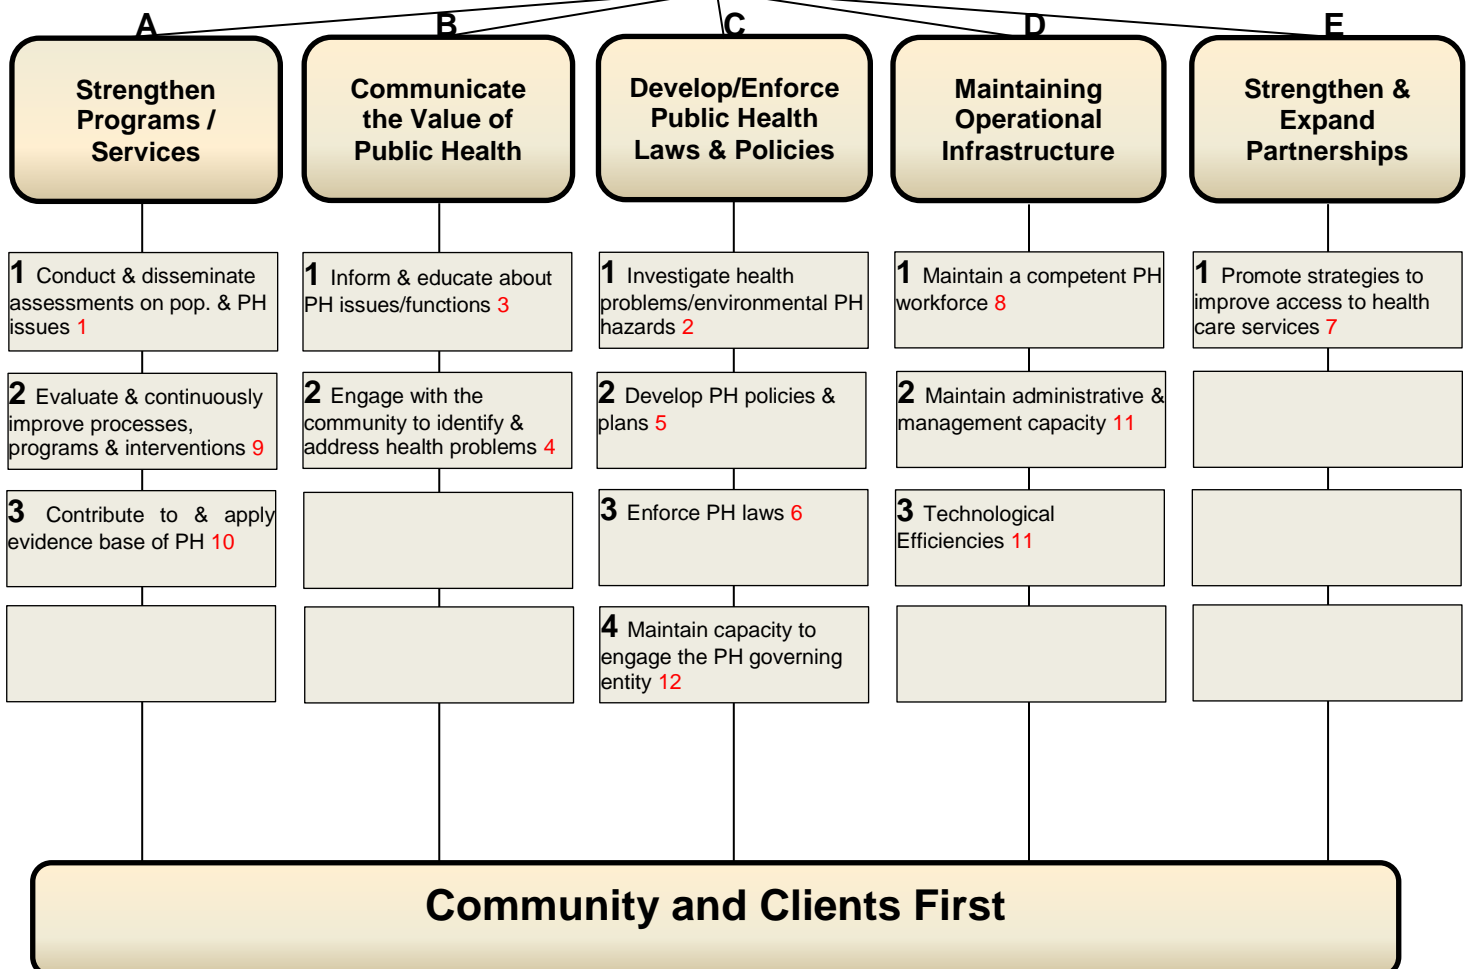 A
B
C
D
E
Strengthen
Programs /
Services
Communicate
the Value of
Public Health
Develop/Enforce
Public Health
Laws & Policies
Maintaining
Operational
Infrastructure
Strengthen &
Expand
Partnerships
1 Conduct & disseminate
assessments on pop. & PH
issues 1
2 Evaluate & continuously
improve processes,
programs & interventions 9
3 Contribute to & apply
evidence base of PH 10
1 Inform & educate about
PH issues/functions 3
2 Engage with the
community to identify &
address health problems 4
1 Investigate health
problems/environmental PH
hazards 2
2 Develop PH policies &
plans 5
3 Enforce PH laws 6
4 Maintain capacity to
engage the PH governing
entity 12
1 Maintain a competent PH
workforce 8
2 Maintain administrative &
management capacity 11
3 Technological
Efficiencies 11
1 Promote strategies to
improve access to health
care services 7
Community and Clients First